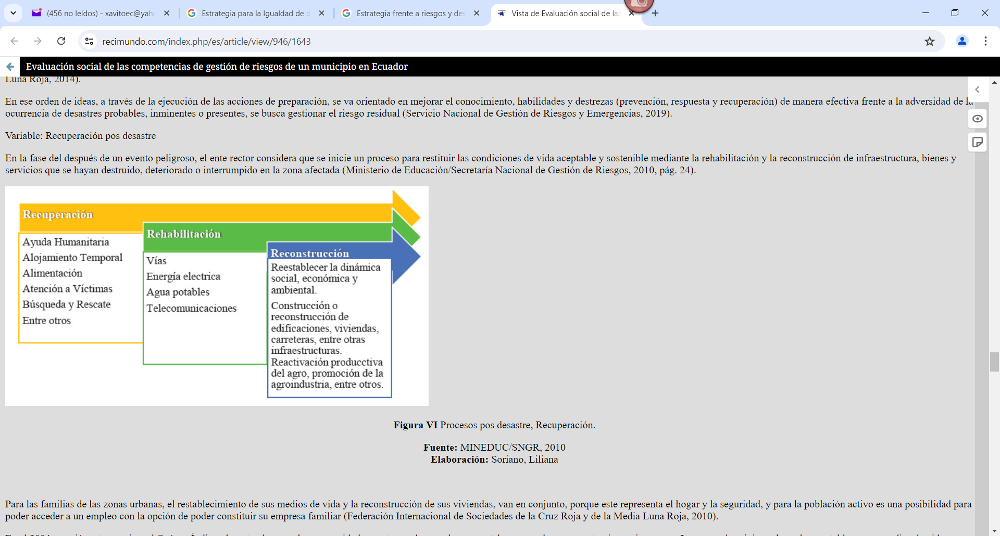 (456 no leídos) - xavitoec@yaho
Estrategia para la Igualdad de d
Estrategia frente a riesgos y des
Vista de Evaluación social de las
recimundo.com/index.php/es/article/view/946/1643
Evaluación social de las competencias de gestión de riesgos de un municipio en Ecuador
Luna Roja, 2014).
En ese orden de ideas, a través de la ejecución de las acciones de preparación, se va orientado en mejorar el conocimiento, habilidades y destrezas (prevención, respuesta y recuperación) de manera efectiva frente a la adversidad de la
ocurrencia de desastres probables, inminentes o presentes, se busca gestionar el riesgo residual (Servicio Nacional de Gestión de Riesgos y Emergencias, 2019).
Variable: Recuperación pos desastre
En la fase del después de un evento peligroso, el ente rector considera que se inicie un proceso para restituir las condiciones de vida aceptable y sostenible mediante la rehabilitación y la reconstrucción de infraestructura, bienes y
servicios que se hayan destruido, deteriorado o interrumpido en la zona afectada (Ministerio de Educación/Secretaría Nacional de Gestión de Riesgos, 2010, pág. 24).
Recuperación
Ayuda Humanitaria
Alojamiento Temporal
Alimentación
Atención a Víctimas
Búsqueda y Rescate
Entre otros
Rehabilitación
Vías
Energía electrica
Agua potables
Telecomunicaciones
Reconstrucción
Reestablecer la dinámica
social, económica y
ambiental.
Construcción o
reconstrucción de
edificaciones, viviendas,
carreteras, entre otras
infraestructuras.
Reactivación producctiva
del agro, promoción de la
agroindustria, entre otros.
Figura VI Procesos pos desastre, Recuperación.
Fuente: MINEDUC/SNGR, 2010
Elaboración: Soriano, Liliana
Para las familias de las zonas urbanas, el restablecimiento de sus medios de vida y la reconstrucción de sus viviendas, van en conjunto, porque este representa el hogar y la seguridad, y para la población activo es una posibilidad para
poder acceder a un empleo con la opción de poder constituir su empresa familiar (Federación Internacional de Sociedades de la Cruz Roja y de la Media Luna Roja, 2010).